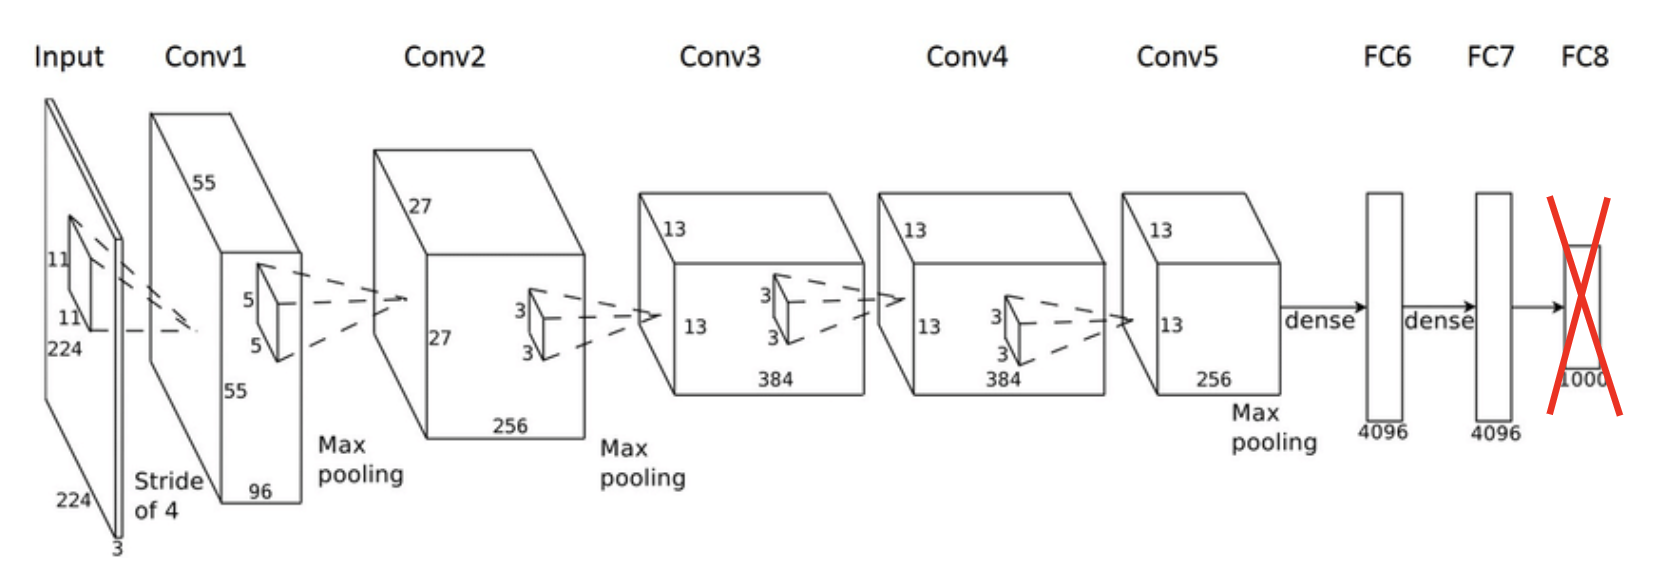 Input
Conv1
Conv2
Conv3
Conv4
Conv5
FC6
FC7
FC8
11
11
224
224
3
Stride
of 4
55
55
96
5
5
Max
pooling
27
27
256
3
3
Max
pooling
13
13
384
3
3
13
13
384
3
3
13
13
256
Max
pooling
dense
4096
dense
4096
1000